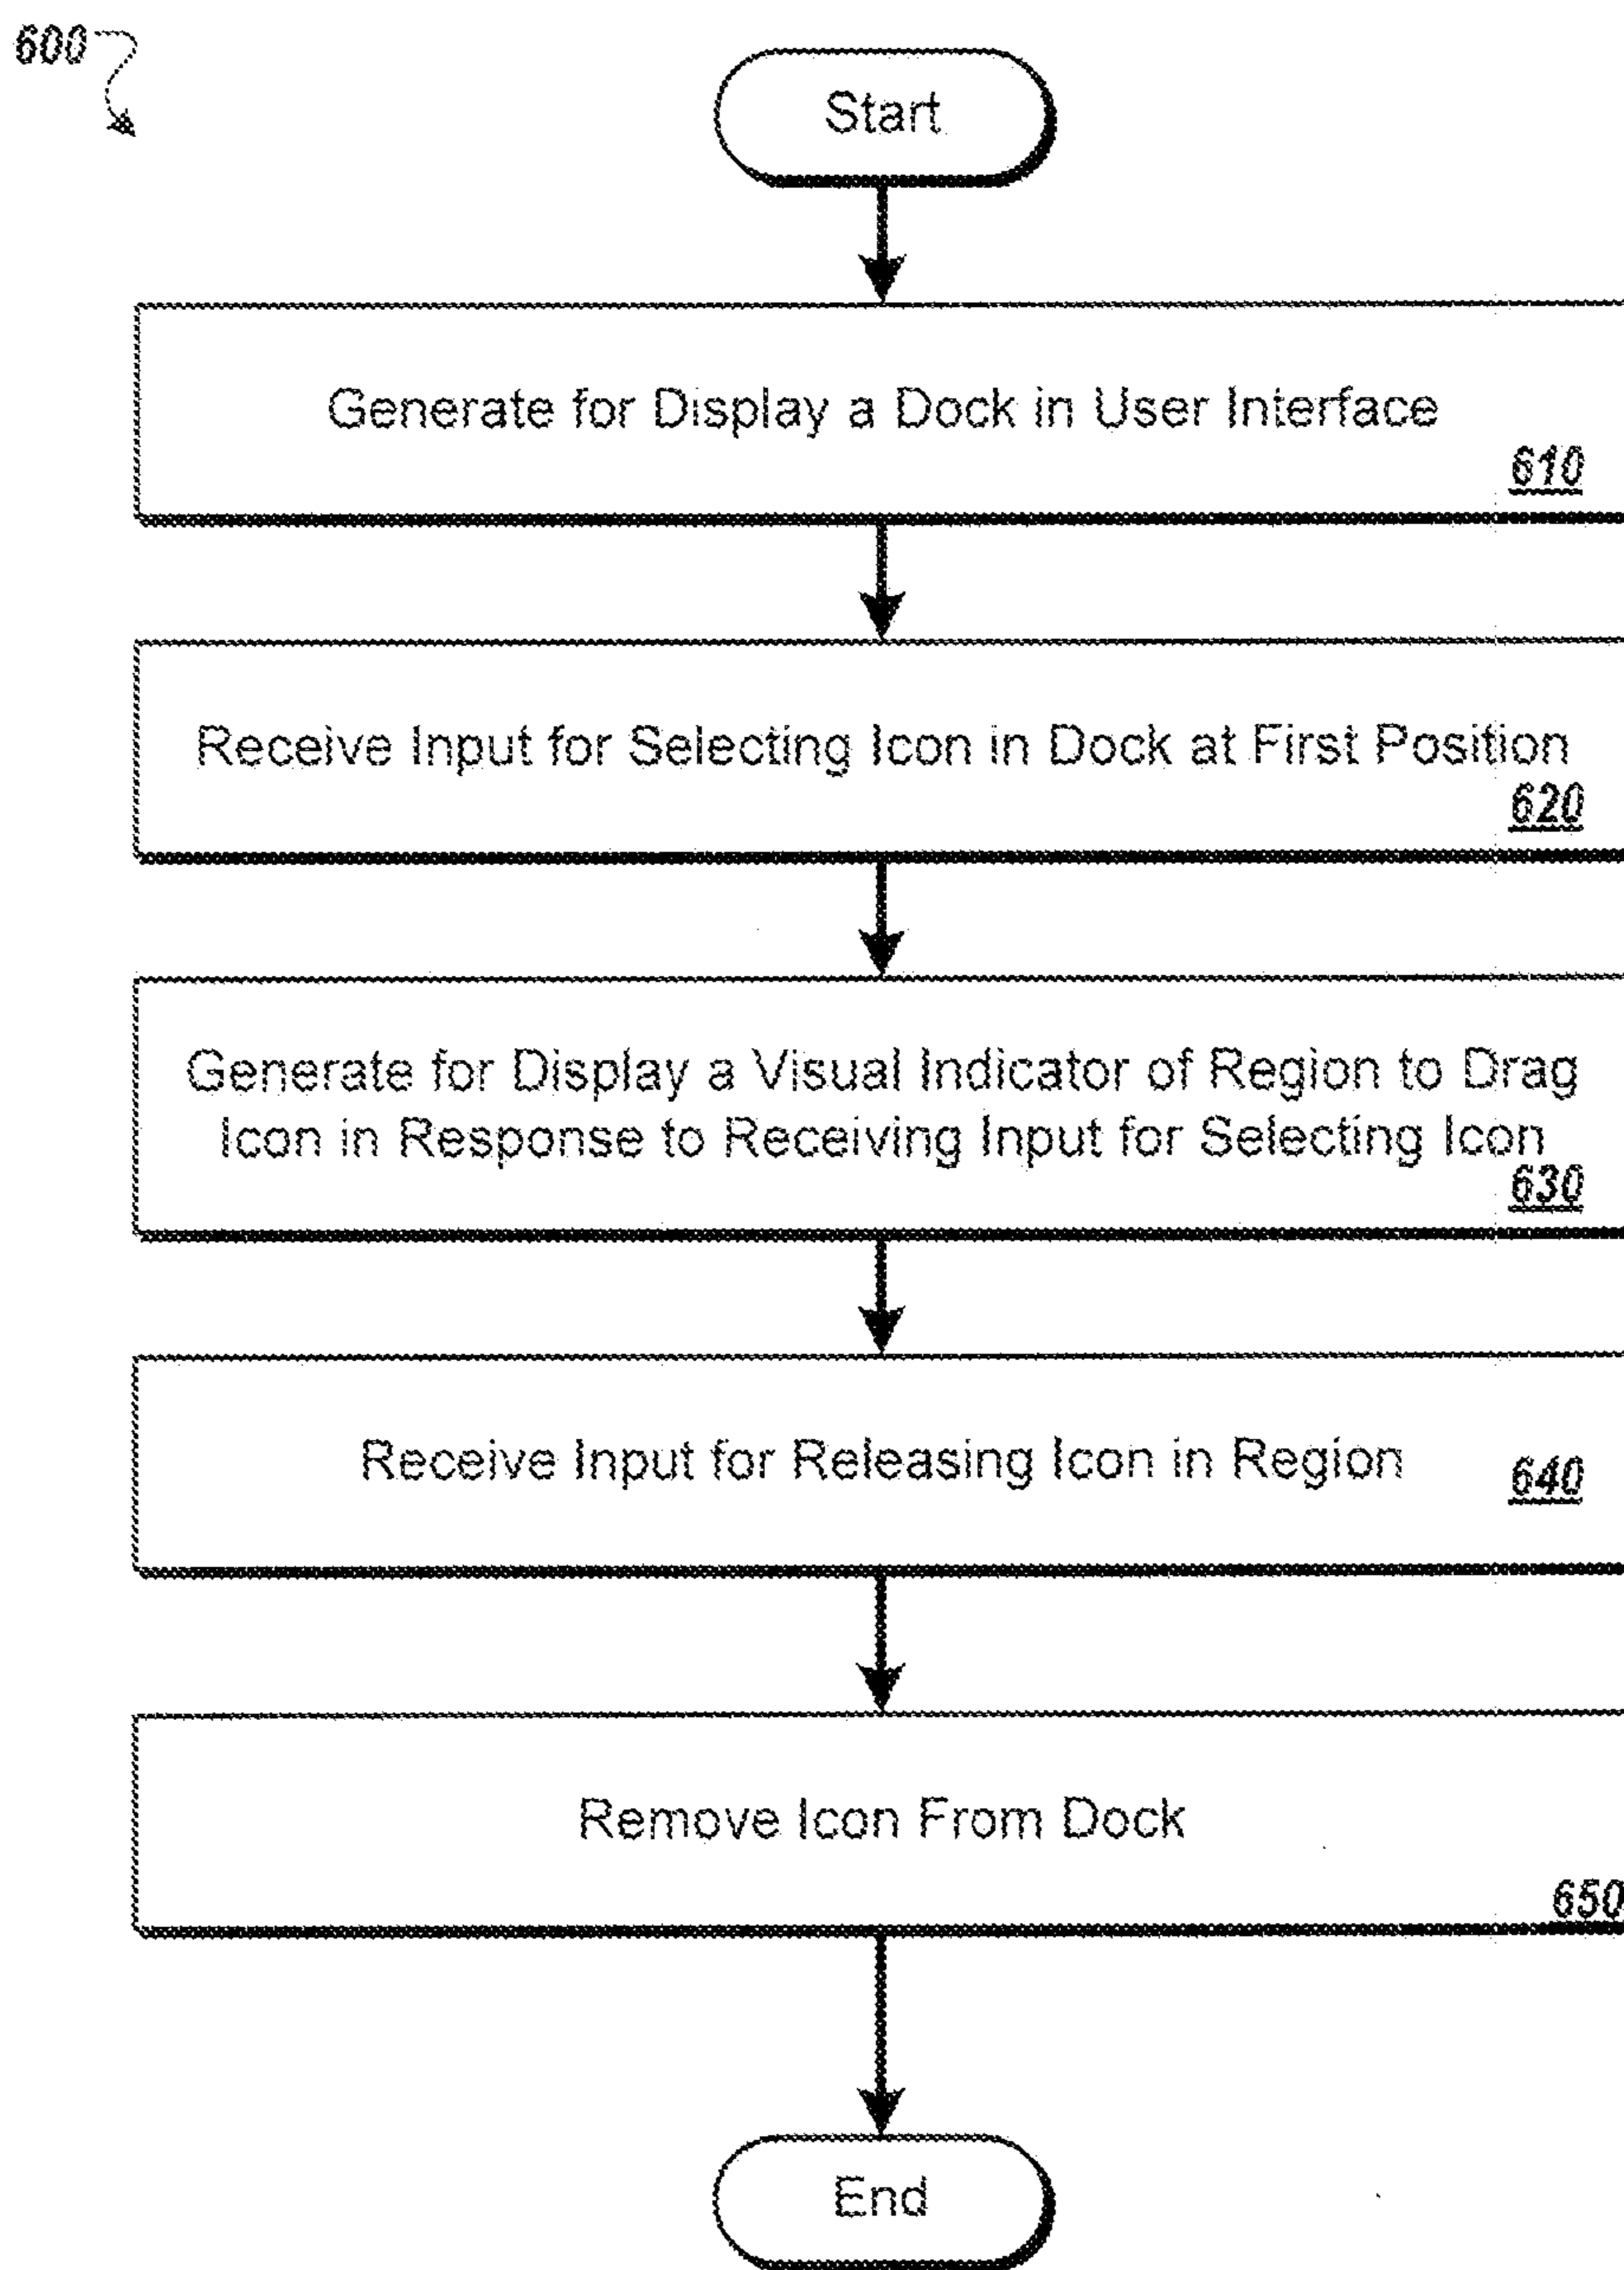 600
Start
Generate for Display a Dock in User Interface
610
Receive Input for Selecting Icon in Dock at First Position
620
Generate for Display a Visual Indicator of Region to Drag
Icon in Response to Receiving Input for Selecting Icon
630
Receive Input for Releasing Icon in Region
640
Remove Icon From Dock
650
End